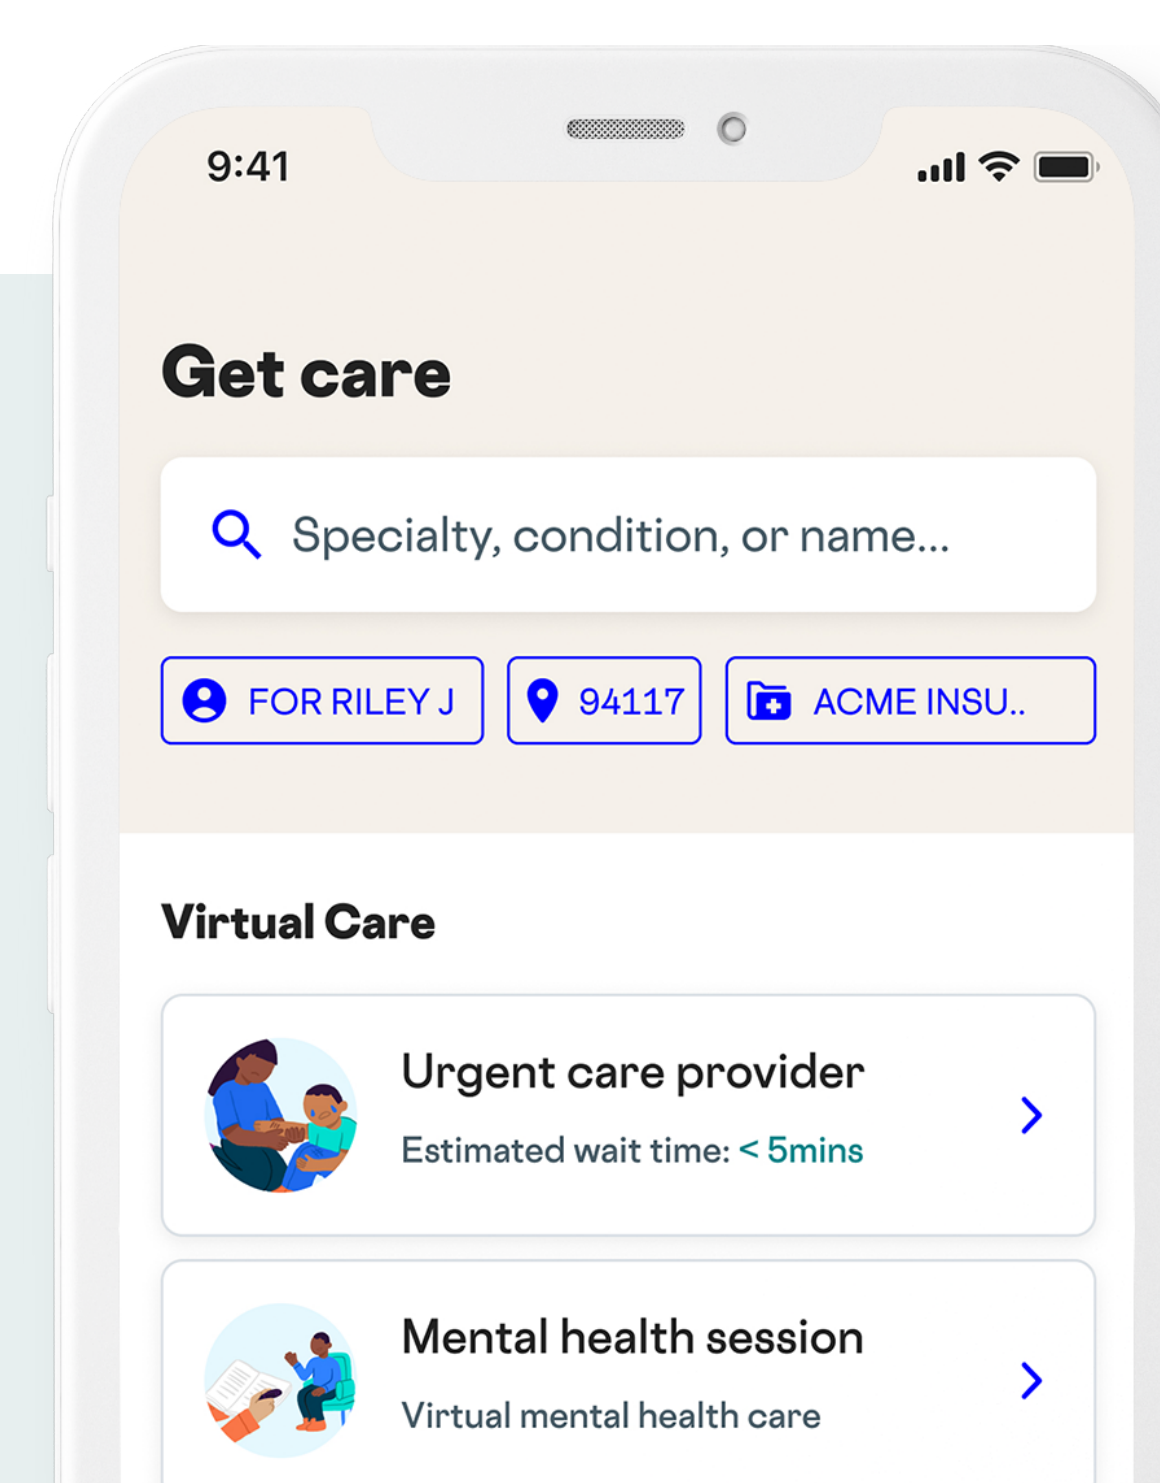 9:41
Get care
Specialty, condition, or name...
FOR RILEY J
94117
ACME INSU..
Virtual Care
Urgent care provider
Estimated wait time: < 5mins
Mental health session
Virtual mental health care